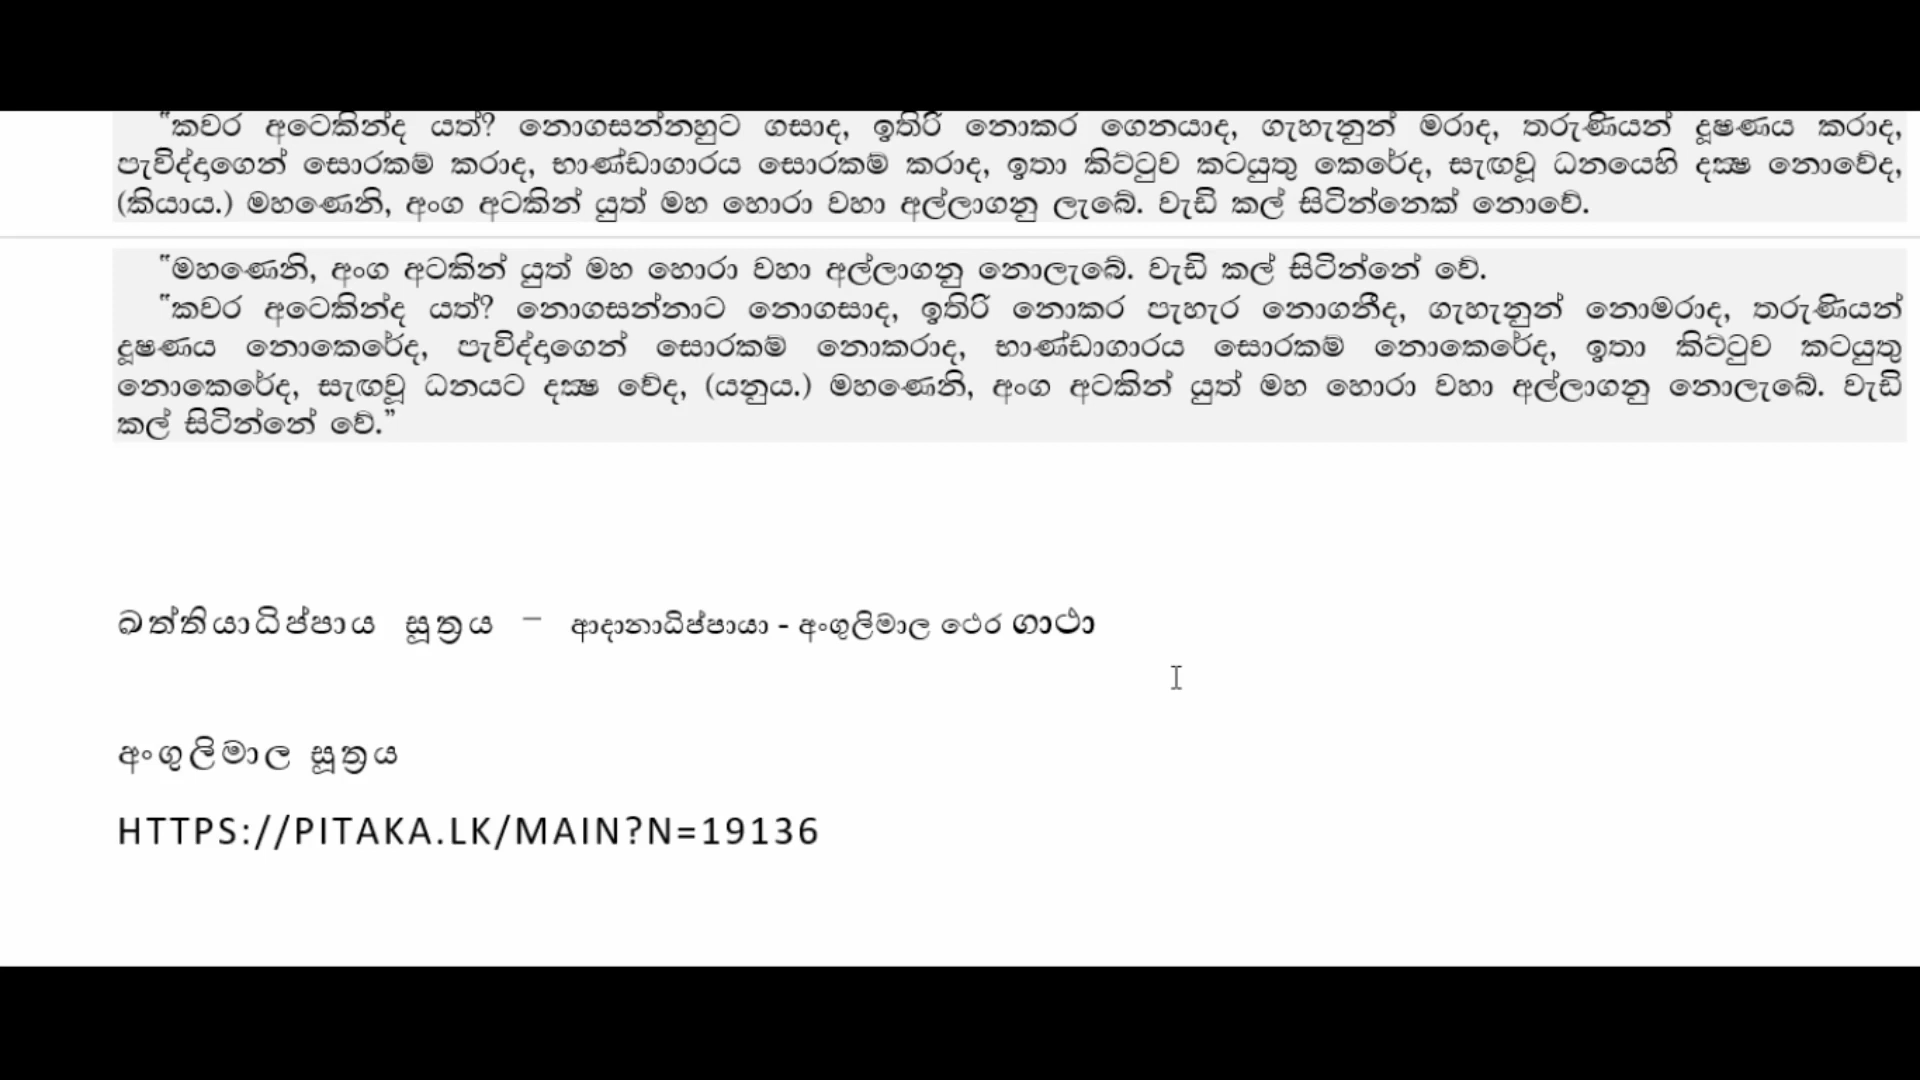 “කවර අටෙකින්ද යත්? නොගසන්නහුට ගසාද, ඉතිරි නොකර ගෙනයාද, ගැහැනුන් මරාද, තරුණියන් දූෂණය කරාද,
පැවිද්දාගෙන් සොරකම් කරාද, භාණ්ඩාගාරය සොරකම් කරාද, ඉතා කිට්ටුව කටයුතු කෙරේද, සැඟවූ ධනයෙහි දක්‍ෂ නොවේද,
(කියාය.) මහණෙනි, අංග අටකින් යුත් මහ හොරා වහා අල්ලාගනු ලැබේ. වැඩි කල් සිටින්නෙක් නොවේ.
“මහණෙනි, අංග අටකින් යුත් මහ හොරා වහා අල්ලාගනු නොලැබේ. වැඩි කල් සිටින්නේ වේ.
“කවර අටෙකින්ද යත්? නොගසන්නාට නොගසාද, ඉතිරි නොකර පැහැර නොගනීද, ගැහැනුන් නොමරාද, තරුණියන්
දූෂණය නොකෙරේද, පැවිද්දාගෙන් සොරකම් නොකරාද, භාණ්ඩාගාරය සොරකම් නොකෙරේද, ඉතා කිට්ටුව කටයුතු
නොකෙරේද, සැඟවූ ධනයට දක්‍ෂ වේද, (යනුය.) මහණෙනි, අංග අටකින් යුත් මහ හොරා වහා අල්ලාගනු නොලැබේ. වැඩි
කල් සිටින්නේ වේ.”
ඛත්තියාධිප්පාය සූත්‍රය – ආදානාධිප්පායා - අංගුලිමාල ථෙර ගාථා
අංගුලිමාල සූත්‍රය
HTTPS://PITAKA.LK/MAIN?N=19136